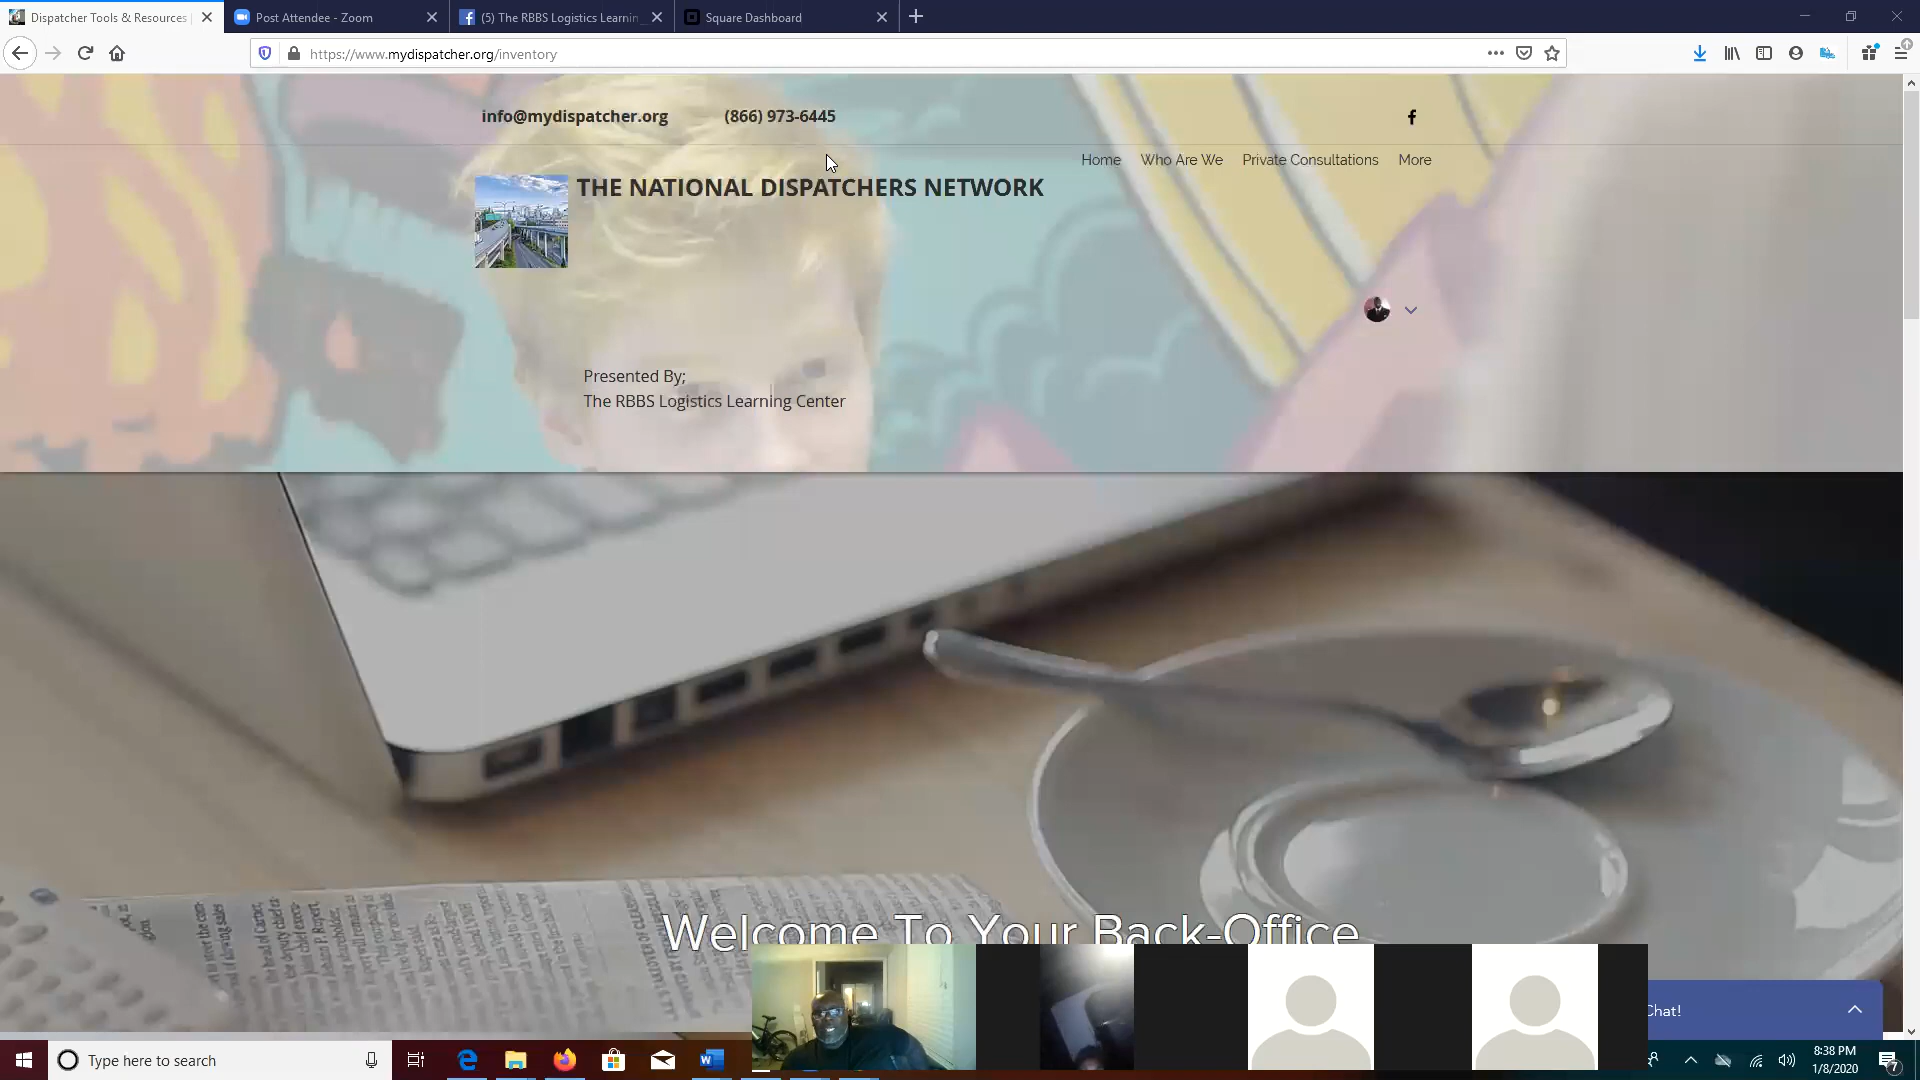 Dispatcher Tools & Resources
Post Attendee - Zoom
(5) The RBBS Logistics Learnin
Square Dashboard
https://www.mydispatcher.org/inventory
info@mydispatcher.org
(866) 973-6445
Home
Who Are We
Private Consultations
More
THE NATIONAL DISPATCHERS NETWORK
Presented By;
The RBBS Logistics Learning Center
Welcome To Your Back-Office
Chat!
Type here to search
8:38 PM
1/8/2020
7